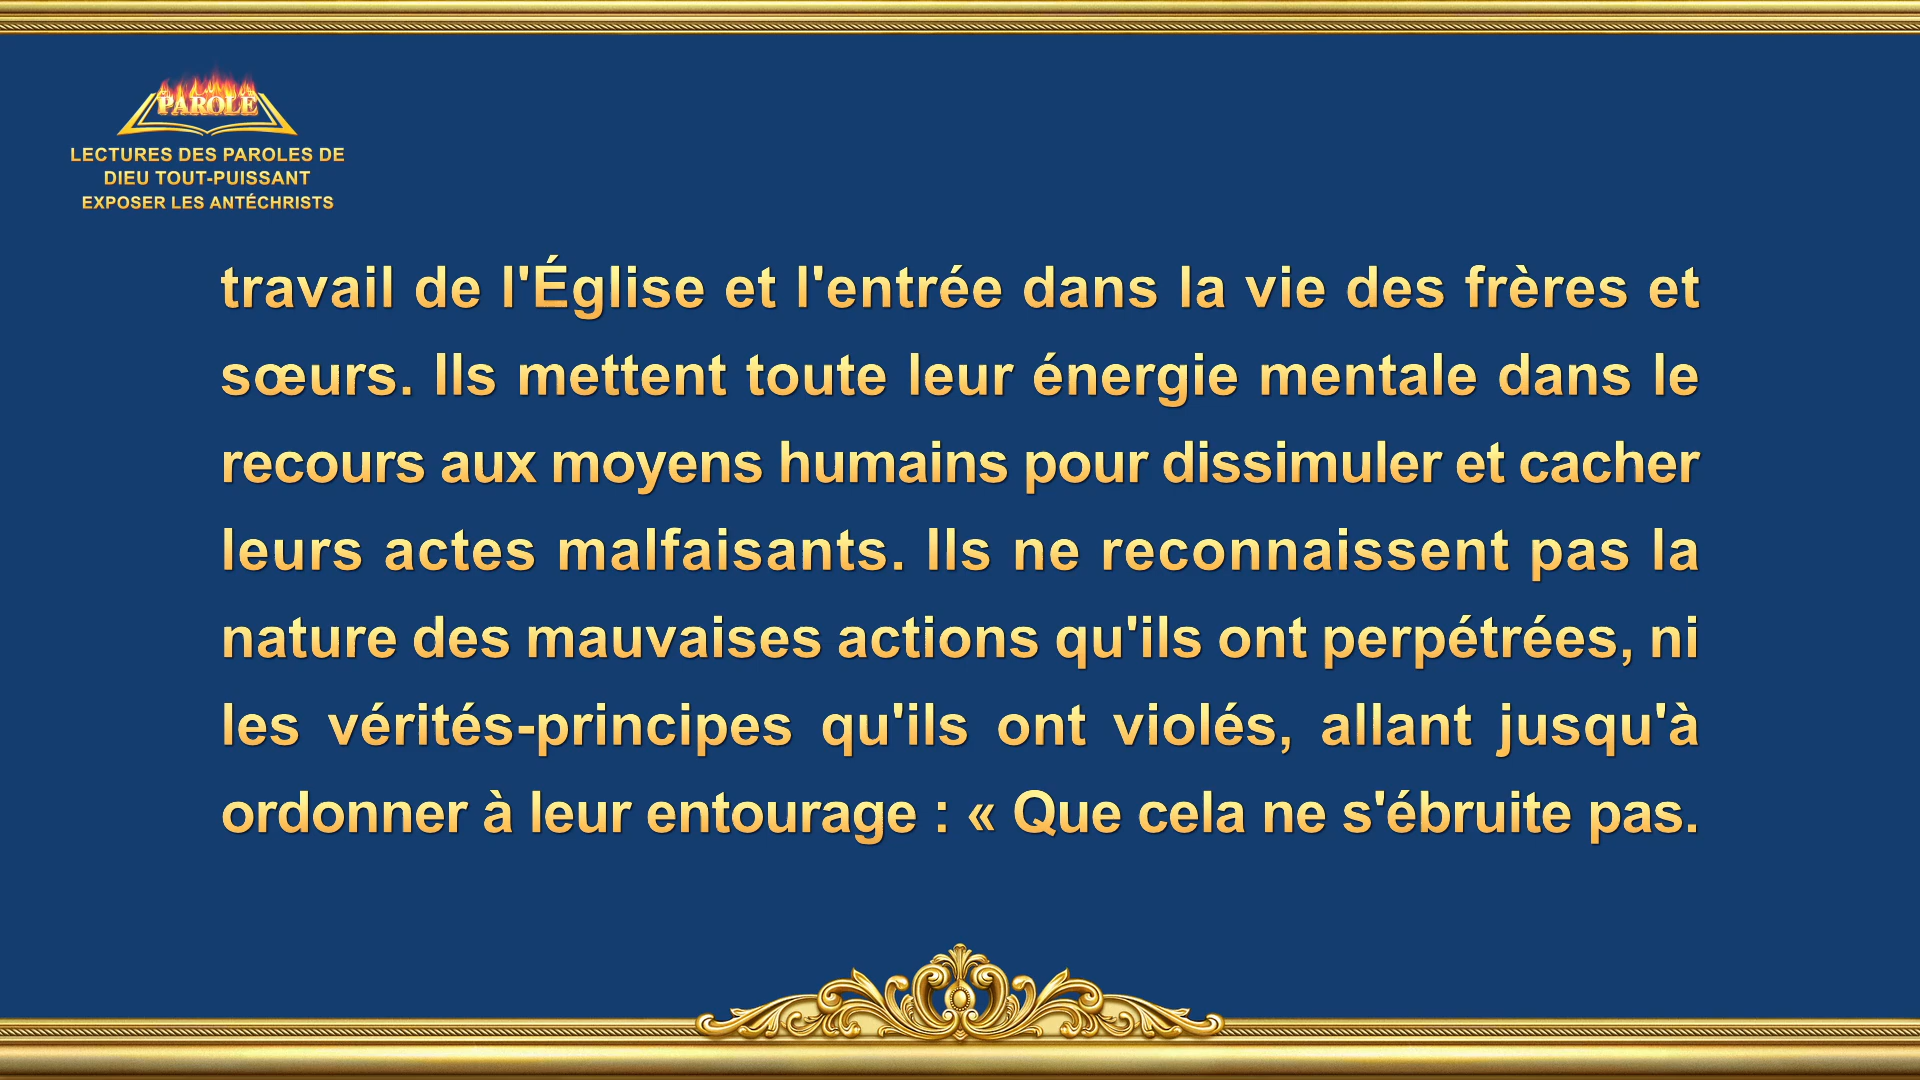 PAROLE
LECTURES DES PAROLES DE
DIEU TOUT-PUISSANT
EXPOSER LES ANTÉCHRISTS
travail de l'Église et l'entrée dans la vie des frères et
sœurs. Ils mettent toute leur énergie mentale dans le
recours aux moyens humains pour dissimuler et cacher
leurs actes malfaisants. Ils ne reconnaissent pas la
nature des mauvaises actions qu'ils ont perpétrées, ni
les vérités-principes qu'ils ont violés, allant jusqu'à
ordonner à leur entourage : « Que cela ne s'ébruite pas.